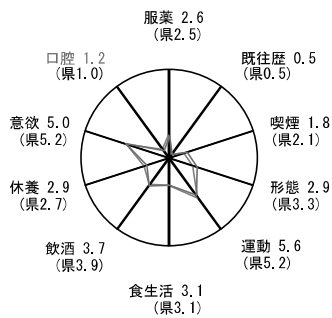 服薬 2.6
(県2.5)
既往歴 0.5
(県0.5)
喫煙 1.8
(県2.1)
形態 2.9
(県3.3)
運動 5.6
(県5.2)
食生活 3.1
(県3.1)
飲酒 3.7
(県3.9)
休養 2.9
(県2.7)
意欲 5.0
(県5.2)
口腔 1.2
(県1.0)